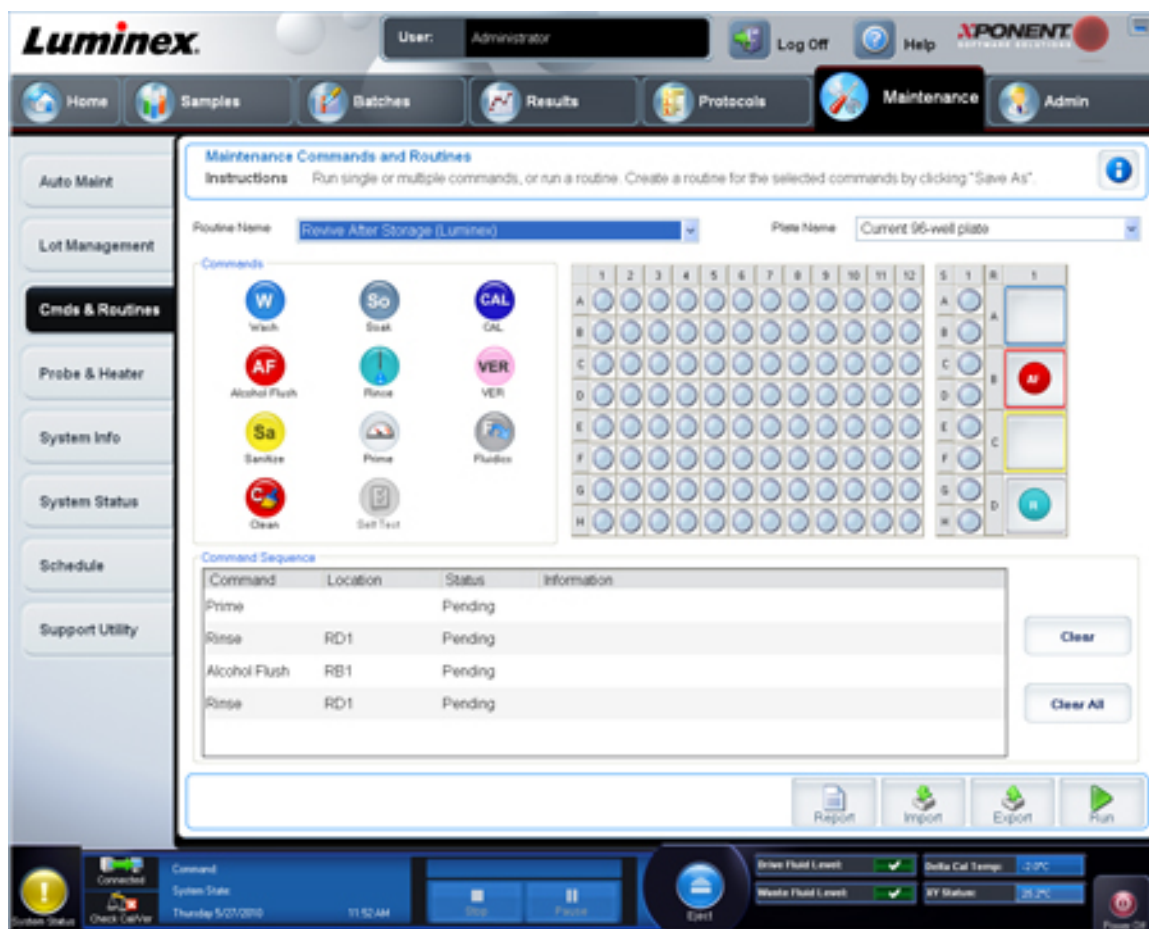 Luminex.
User: Administrator
Log Off
Help
XPONENT
SOFTWARE SOLUTIONS
Home Samples Batches Results Protocols Maintenance Admin
Auto Maint
Lot Management
Cmds & Routines
Probe & Heater
System Info
System Status
Schedule
Support Utility
Maintenance Commands and Routines
Instructions Run single or multiple commands, or run a routine. Create a routine for the selected commands by clicking "Save As".
Routine Name Revive After Storage (Luminex) Plate Name Current 96-well plate
Commands
W So CAL
Wash Soak CAL
AF VER
Alcohol Flush Rinse VER
Sa
Sanitize Prime Fluidics
C
Clean Self Test
1 2 3 4 5 6 7 8 9 10 11 12 S 1 R 1
A A A
B B
C C B AF
D D
E E C
F F
G G D R
H H
Command Sequence
Command Location Status Information
Prime Pending
Rinse RD1 Pending
Alcohol Flush RB1 Pending
Rinse RD1 Pending
Clear
Clear All
Report Import Export Run
System Status
Connected
Check Cal/Ver
Command
System State:
Thursday 5/27/2010 11:52 AM
Stop Pause
Eject
Drive Fluid Level:
Waste Fluid Level:
Delta Cal Temp: -2.0°C
XY Status: 35.2°C
Power Off